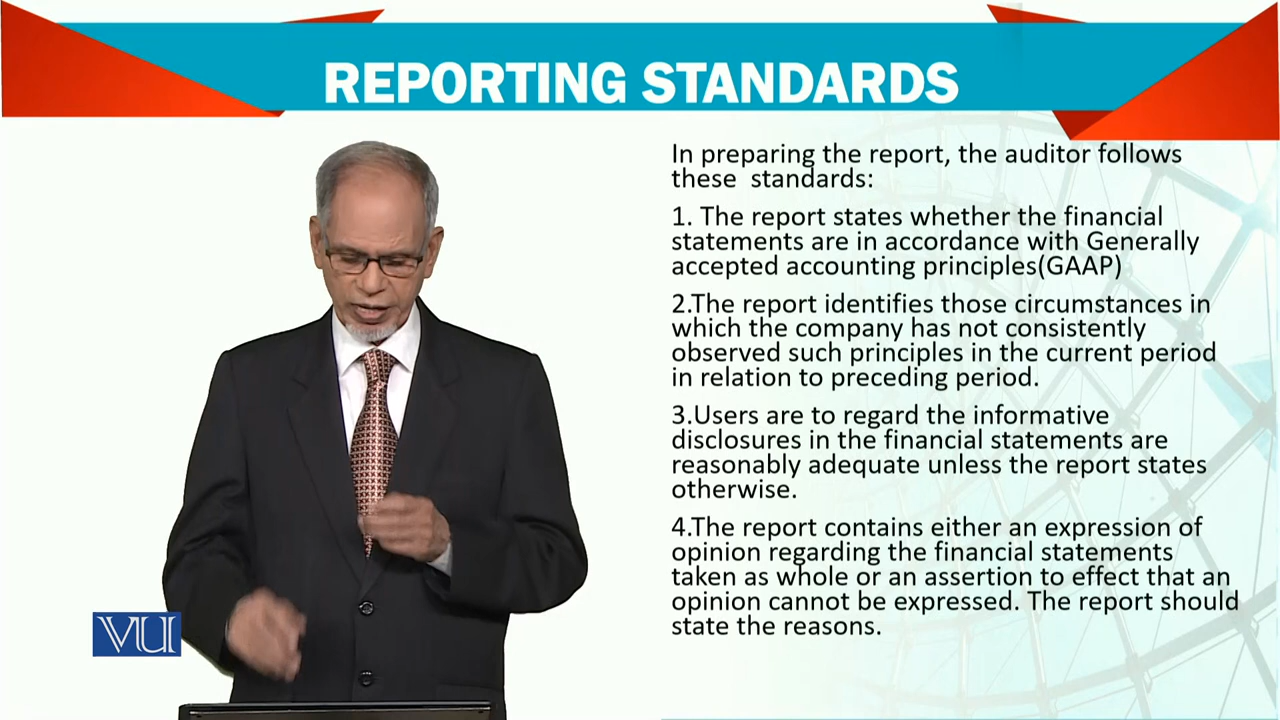 REPORTING STANDARDS
In preparing the report, the auditor follows
these  standards:
1. The report states whether the financial
statements are in accordance with Generally
accepted accounting principles(GAAP)
2.The report identifies those circumstances in
which the company has not consistently
observed such principles in the current period
in relation to preceding period.
3.Users are to regard the informative
disclosures in the financial statements are
reasonably adequate unless the report states
otherwise.
4.The report contains either an expression of
opinion regarding the financial statements
taken as whole or an assertion to effect that an
opinion cannot be expressed. The report should
state the reasons.
VU